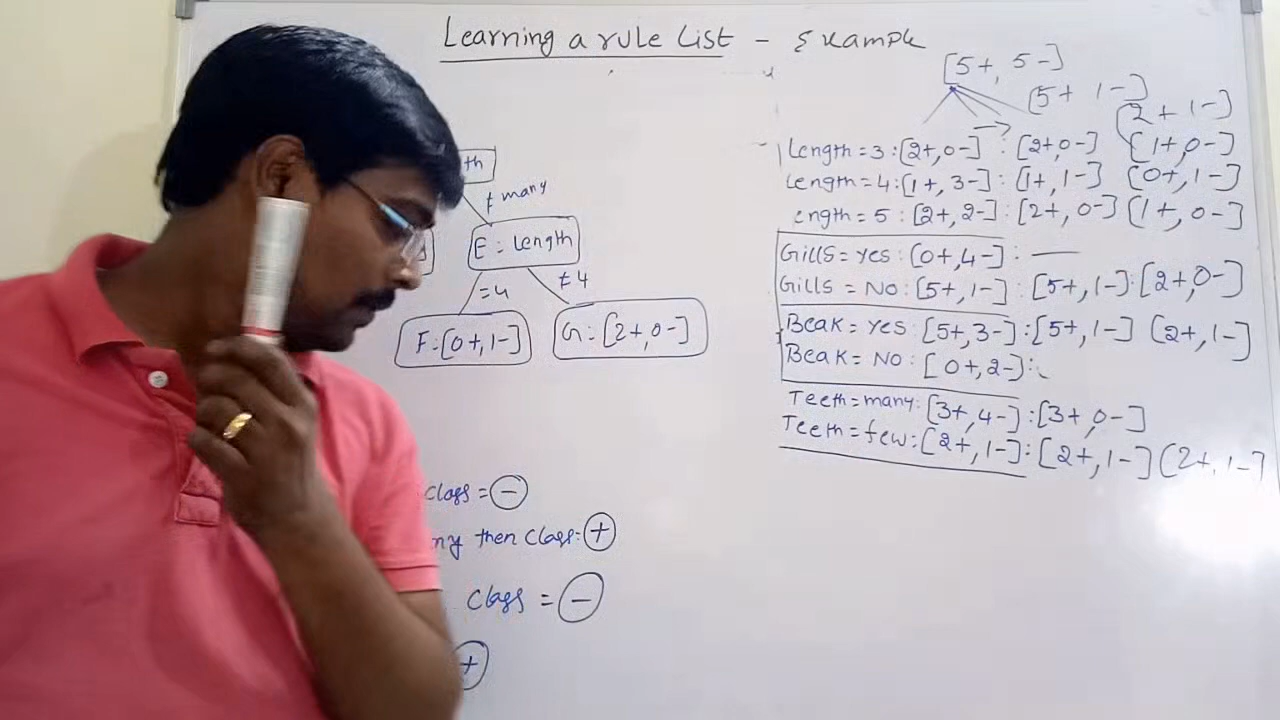 Learning a rule List - Example
[5+, 5-]
[5+ 1-]
[2+ 1-]
Length=3:[2+,0-] : [2+,0-] [1+,0-]
Length=4:[1+, 3-]: [1+, 1-] [0+, 1-]
ength=5:[2+, 2-]: [2+, 0-] [1+, 0-]
Gills=Yes:[0+,4-]: —
Gills=No:[5+,1-]: [5+, 1-]:[2+,0-]
Beak=Yes:[5+,3-]:[5+,1-] [2+,1-]
Beak=No:[0+,2-]:
Teeth=many:[3+,4-]:[3+,0-]
Teeth=few:[2+,1-]:[2+,1-] [2+,1-]
th
≠ many
E:Length
=4
≠4
F:[0+,1-]
G:[2+,0-]
class=-
ny then class:+
class=-
+